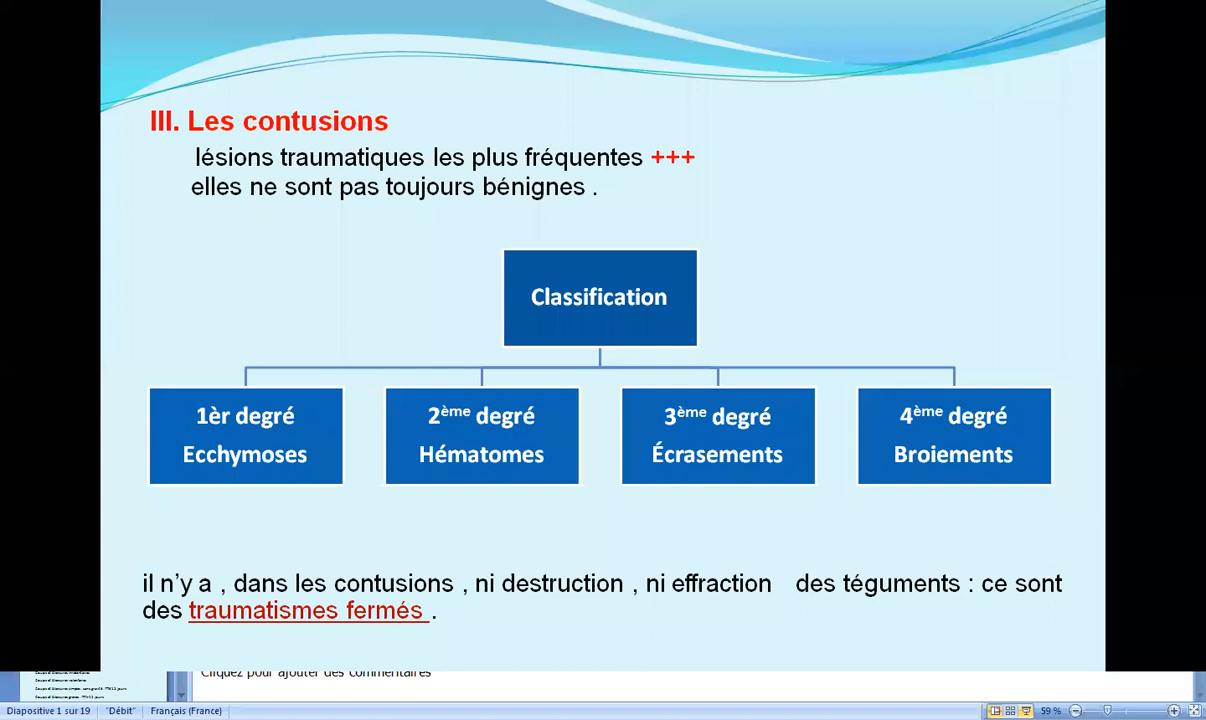 III. Les contusions
lésions traumatiques les plus fréquentes +++
elles ne sont pas toujours bénignes .
Classification
1èr degré
Ecchymoses
2ème degré
Hématomes
3ème degré
Écrasements
4ème degré
Broiements
il n’y a , dans les contusions , ni destruction , ni effraction des téguments : ce sont
des traumatismes fermés .
Cliquez pour ajouter des commentaires
Diapositive 1 sur 19 "Débit" Français (France) 59 %